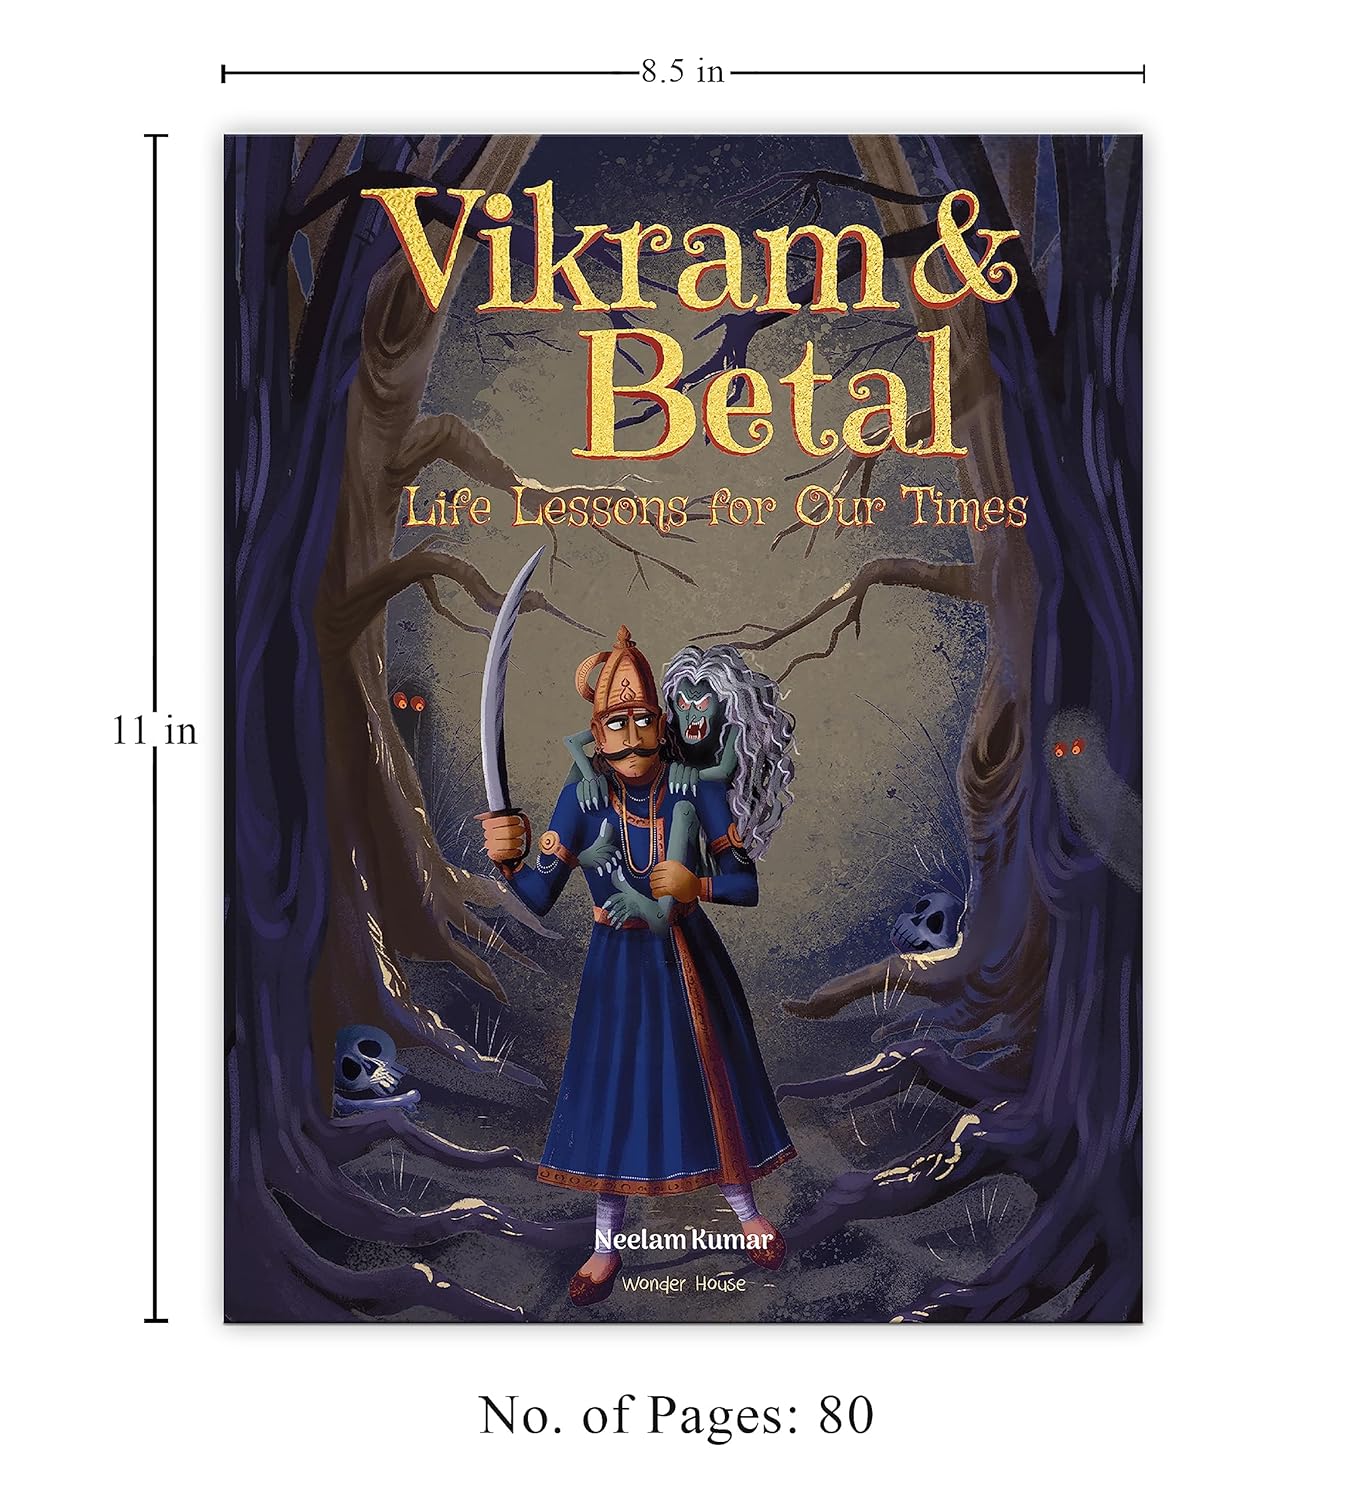 8.5 in
Vikram &
Betal
Life Lessons for Our Times
11 in
Neelam Kumar
Wonder House
No. of Pages: 80